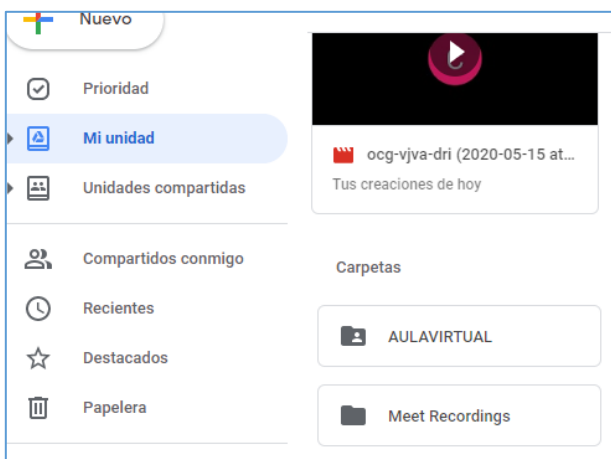 Nuevo
Prioridad
Mi unidad
Unidades compartidas
Compartidos conmigo
Recientes
Destacados
Papelera
ocg-vjva-dri (2020-05-15 at...
Tus creaciones de hoy
Carpetas
AULAVIRTUAL
Meet Recordings